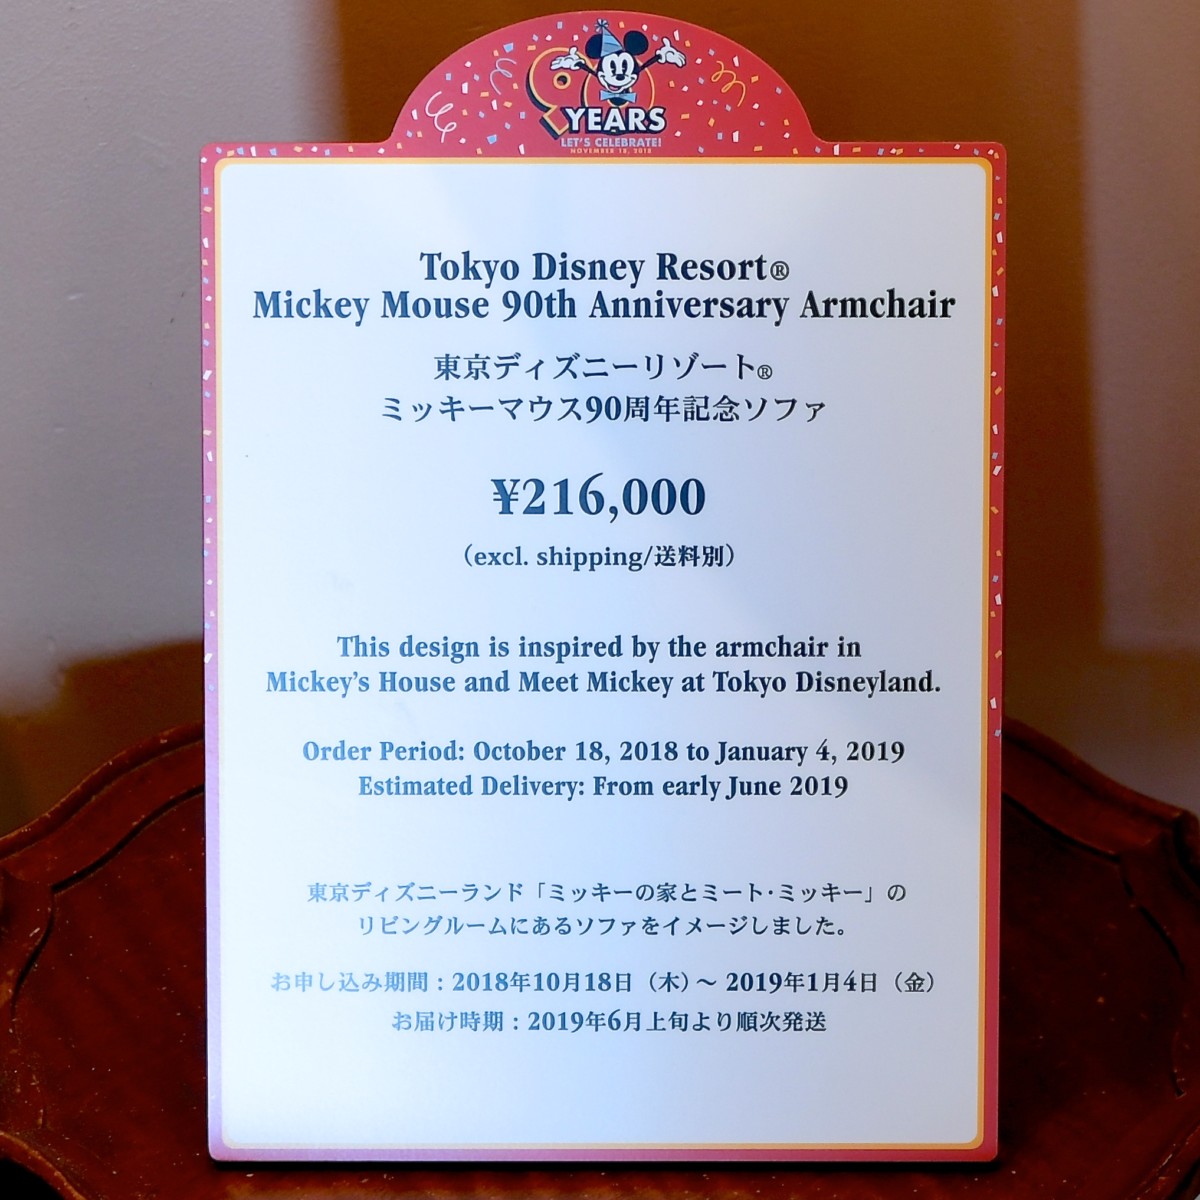 90
YEARS
LET'S CELEBRATE!
NOVEMBER 18, 2018
Tokyo Disney Resort®
Mickey Mouse 90th Anniversary Armchair
東京ディズニーリゾート®
ミッキーマウス90周年記念ソファ
¥216,000
（excl. shipping/送料別）
This design is inspired by the armchair in
Mickey's House and Meet Mickey at Tokyo Disneyland.
Order Period: October 18, 2018 to January 4, 2019
Estimated Delivery: From early June 2019
東京ディズニーランド「ミッキーの家とミート・ミッキー」の
リビングルームにあるソファをイメージしました。
お申し込み期間：2018年10月18日（木）～ 2019年1月4日（金）
お届け時期：2019年6月上旬より順次発送